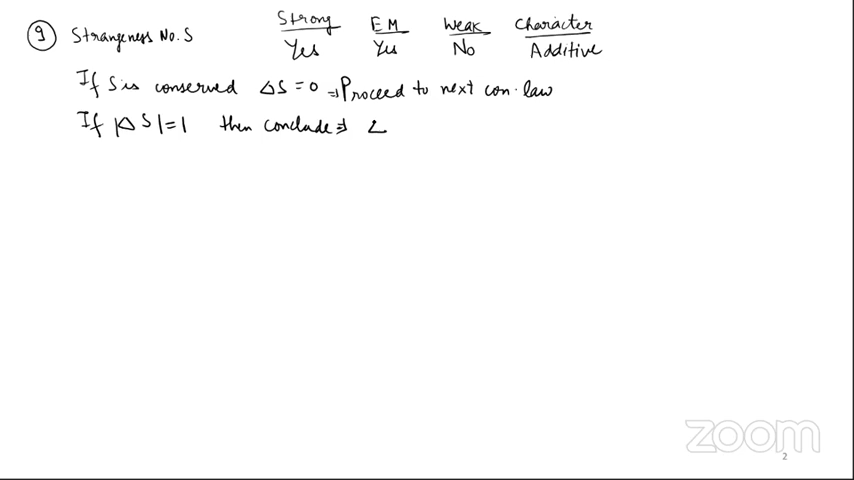 Strong EM Weak Character
9 Strangeness No. S Yes Yes No Additive
If S is conserved ΔS = 0 ⇒ Proceed to next con. law
If |ΔS| = 1 then conclude ⇒
zoom
2